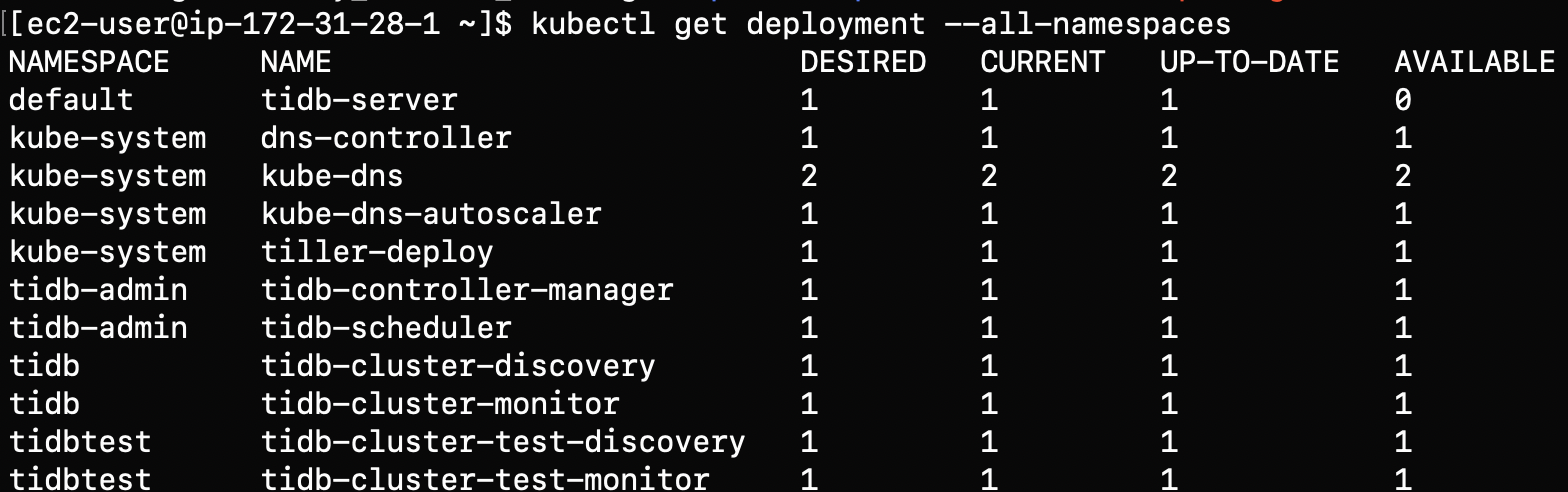 [[ec2-user@ip-172-31-28-1 ~]$ kubectl get deployment --all-namespaces
NAMESPACE NAME DESIRED CURRENT UP-TO-DATE AVAILABLE
default tidb-server 1 1 1 0
kube-system dns-controller 1 1 1 1
kube-system kube-dns 2 2 2 2
kube-system kube-dns-autoscaler 1 1 1 1
kube-system tiller-deploy 1 1 1 1
tidb-admin tidb-controller-manager 1 1 1 1
tidb-admin tidb-scheduler 1 1 1 1
tidb tidb-cluster-discovery 1 1 1 1
tidb tidb-cluster-monitor 1 1 1 1
tidbtest tidb-cluster-test-discovery 1 1 1 1
tidbtest tidb-cluster-test-monitor 1 1 1 1